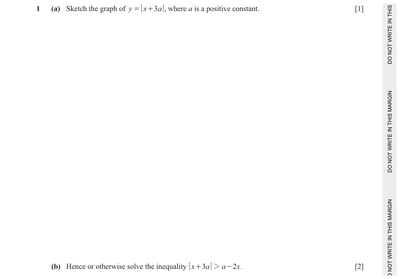 1 (a) Sketch the graph of y = |x + 3a|, where a is a positive constant. [1]
(b) Hence or otherwise solve the inequality |x + 3a| > a − 2x. [2]
DO NOT WRITE IN THIS
DO NOT WRITE IN THIS MARGIN
NOT WRITE IN THIS MARGIN